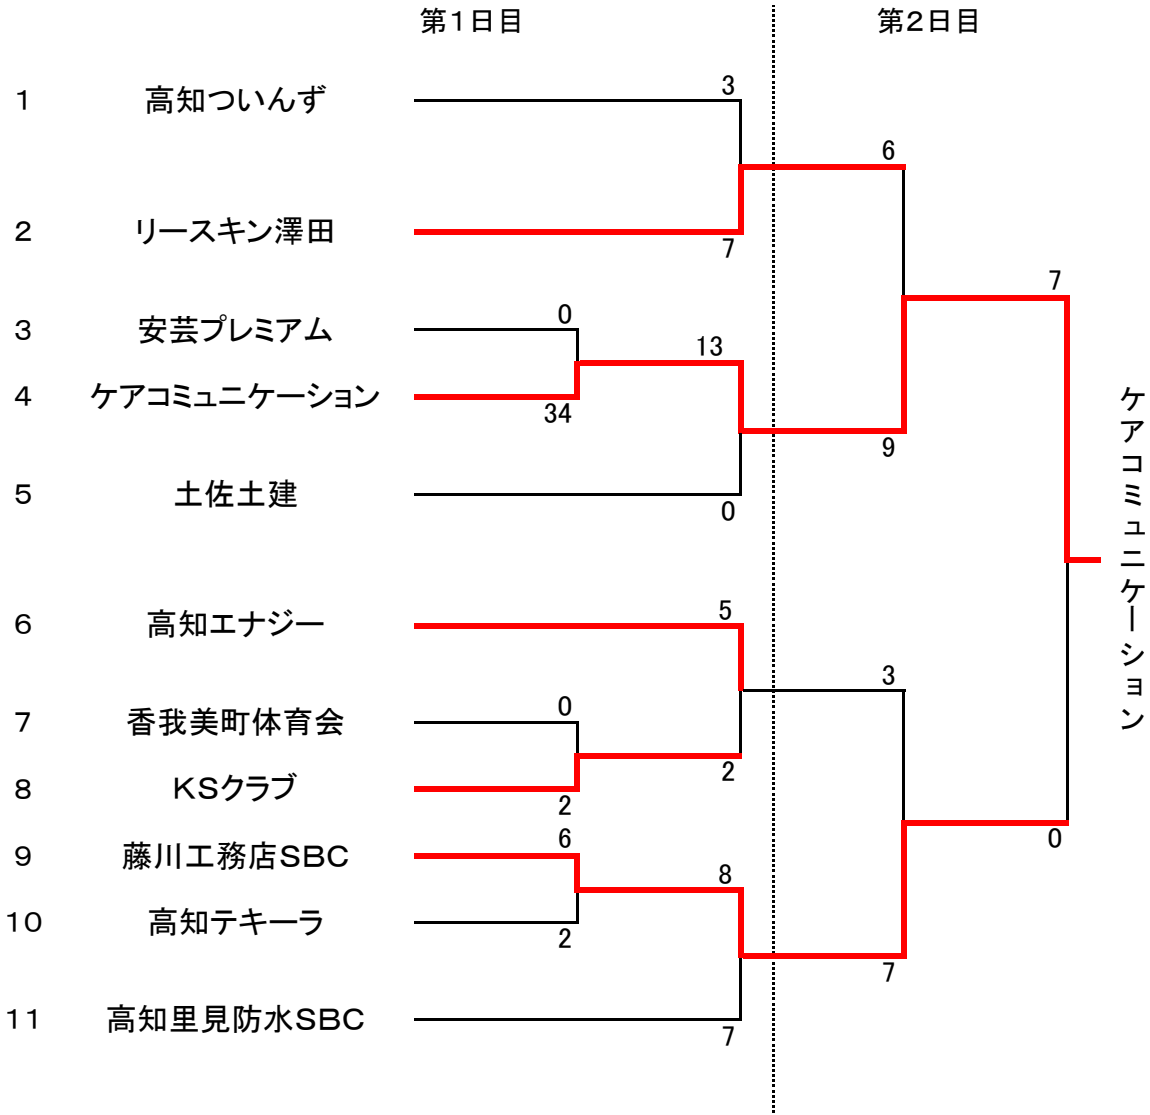 第1日目
第2日目
1 高知ついんず
3
6
2 リースキン澤田
7
7
3 安芸プレミアム
0
13
4 ケアコミュニケーション
34
9
5 土佐土建
0
ケアコミュニケーション
6 高知エナジー
5
3
7 香我美町体育会
0
2
8 KSクラブ
2
0
9 藤川工務店SBC
6
8
10 高知テキーラ
2
7
11 高知里見防水SBC
7